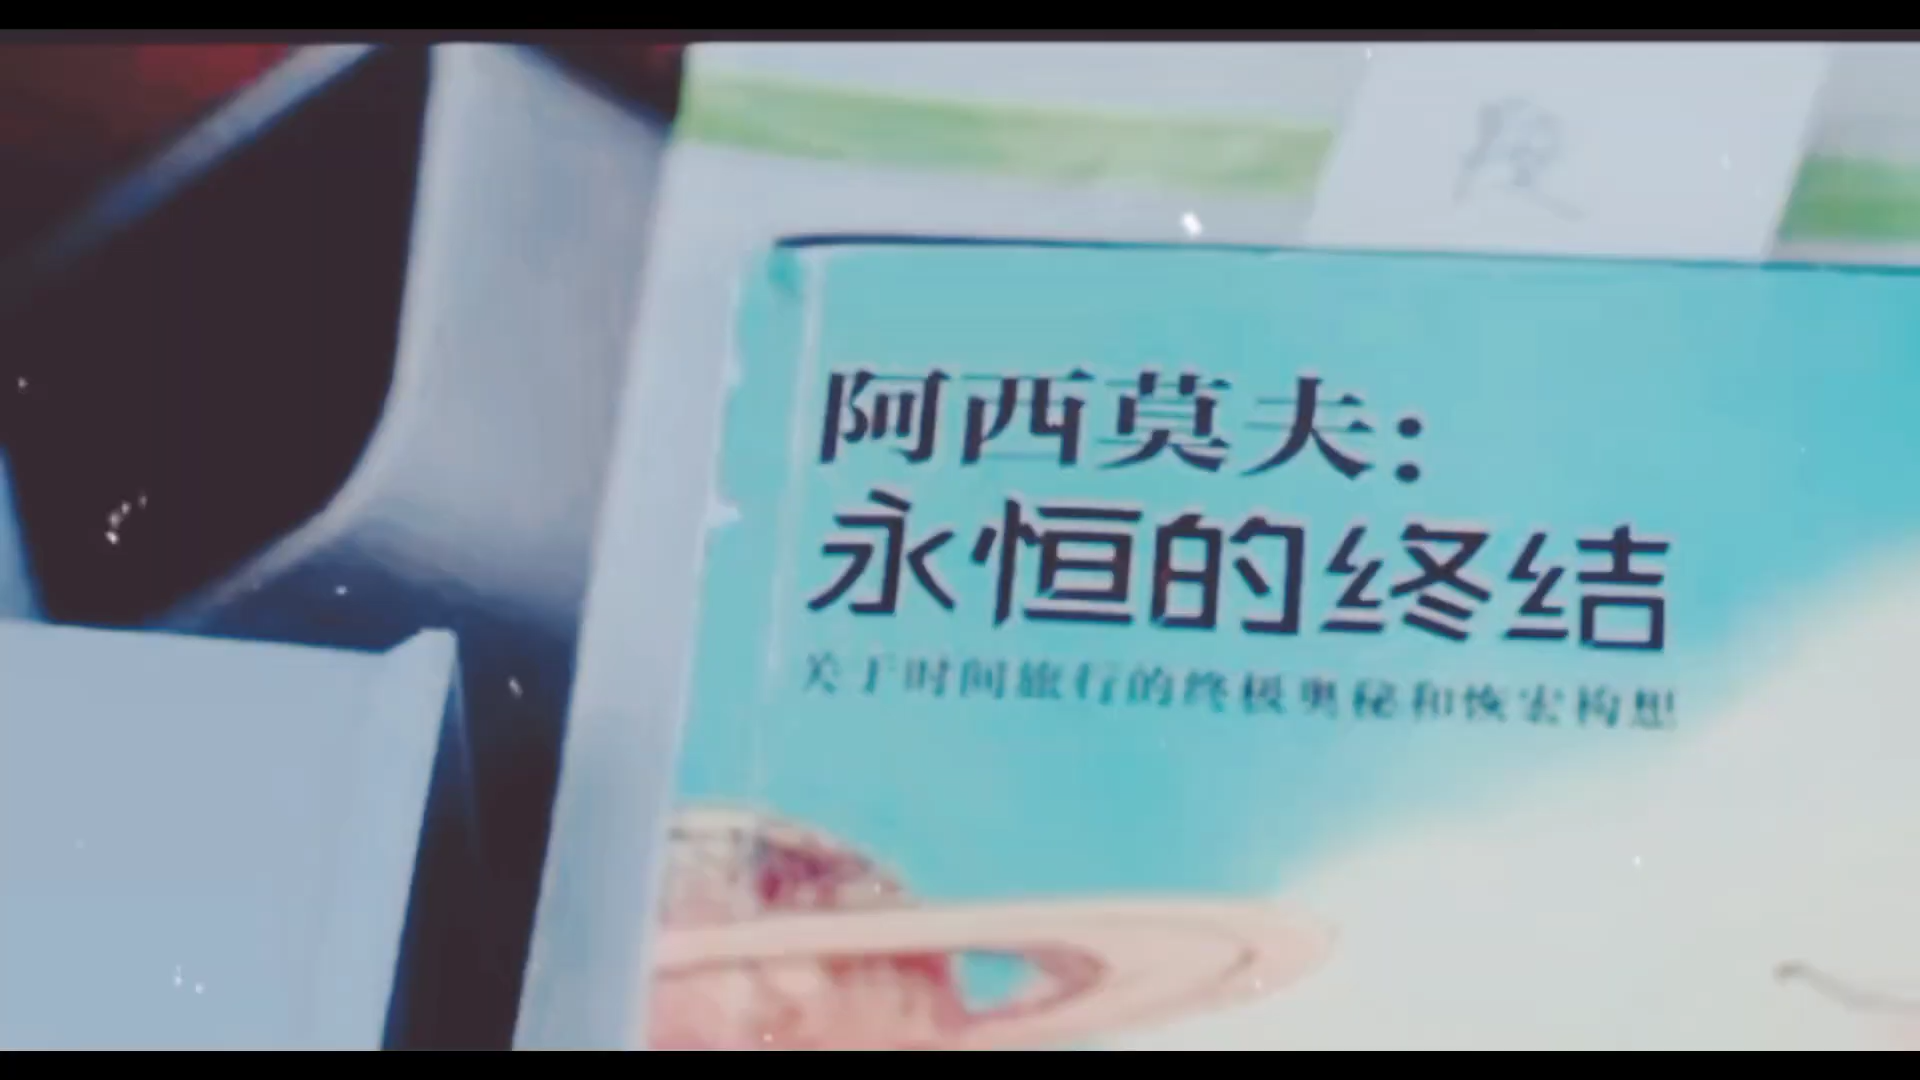 阿西莫夫：
永恒的终结
关于时间旅行的终极奥秘和恢宏构想